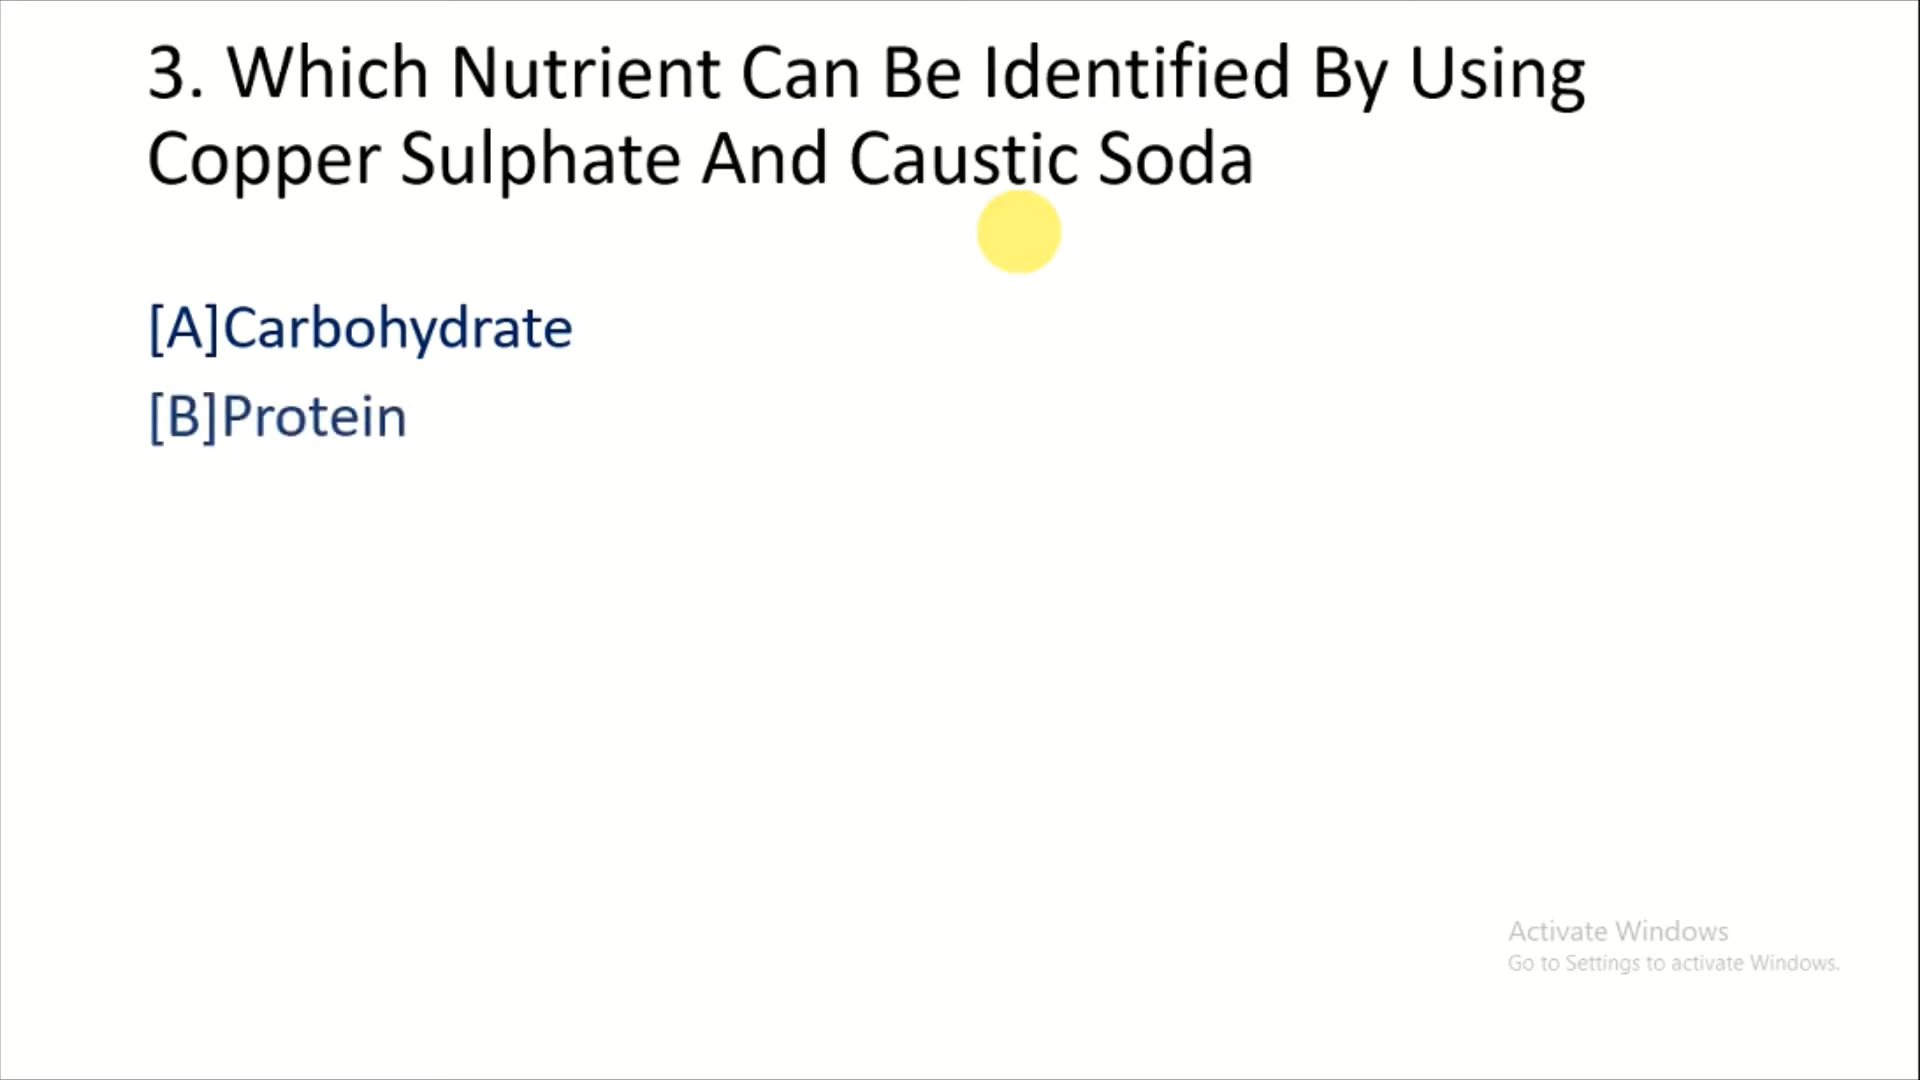 3. Which Nutrient Can Be Identified By Using
Copper Sulphate And Caustic Soda
[A]Carbohydrate
[B]Protein
Activate Windows
Go to Settings to activate Windows.